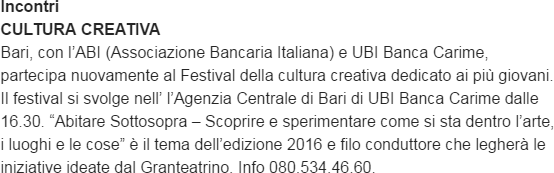 Incontri
CULTURA CREATIVA
Bari, con l'ABI (Associazione Bancaria Italiana) e UBI Banca Carime,
partecipa nuovamente al Festival della cultura creativa dedicato ai più giovani.
Il festival si svolge nell' l'Agenzia Centrale di Bari di UBI Banca Carime dalle
16.30. “Abitare Sottosopra – Scoprire e sperimentare come si sta dentro l'arte,
i luoghi e le cose” è il tema dell'edizione 2016 e filo conduttore che legherà le
iniziative ideate dal Granteatrino. Info 080.534.46.60.